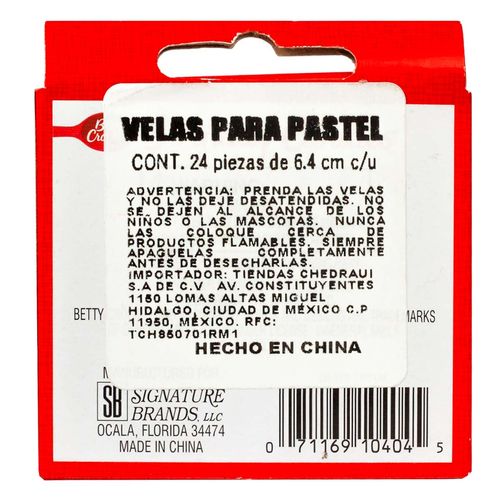 VELAS PARA PASTEL
CONT. 24 piezas de 6.4 cm c/u
ADVERTENCIA: PRENDA LAS VELAS
Y NO LAS DEJE DESATENDIDAS. NO
SE DEJEN AL ALCANCE DE LOS
NIÑOS O LAS MASCOTAS. NUNCA
LAS COLOQUE CERCA DE
PRODUCTOS FLAMABLES. SIEMPRE
APAGUELAS COMPLETAMENTE
ANTES DE DESECHARLAS.
IMPORTADOR: TIENDAS CHEDRAUI
S.A DE C.V AV. CONSTITUYENTES
1150 LOMAS ALTAS MIGUEL
HIDALGO, CIUDAD DE MÉXICO C.P
11950, MÉXICO. RFC:
TCH850701RM1
HECHO EN CHINA
BETTY
MARKS
SB SIGNATURE
BRANDS, LLC
OCALA, FLORIDA 34474
MADE IN CHINA
0 71169 10404 5